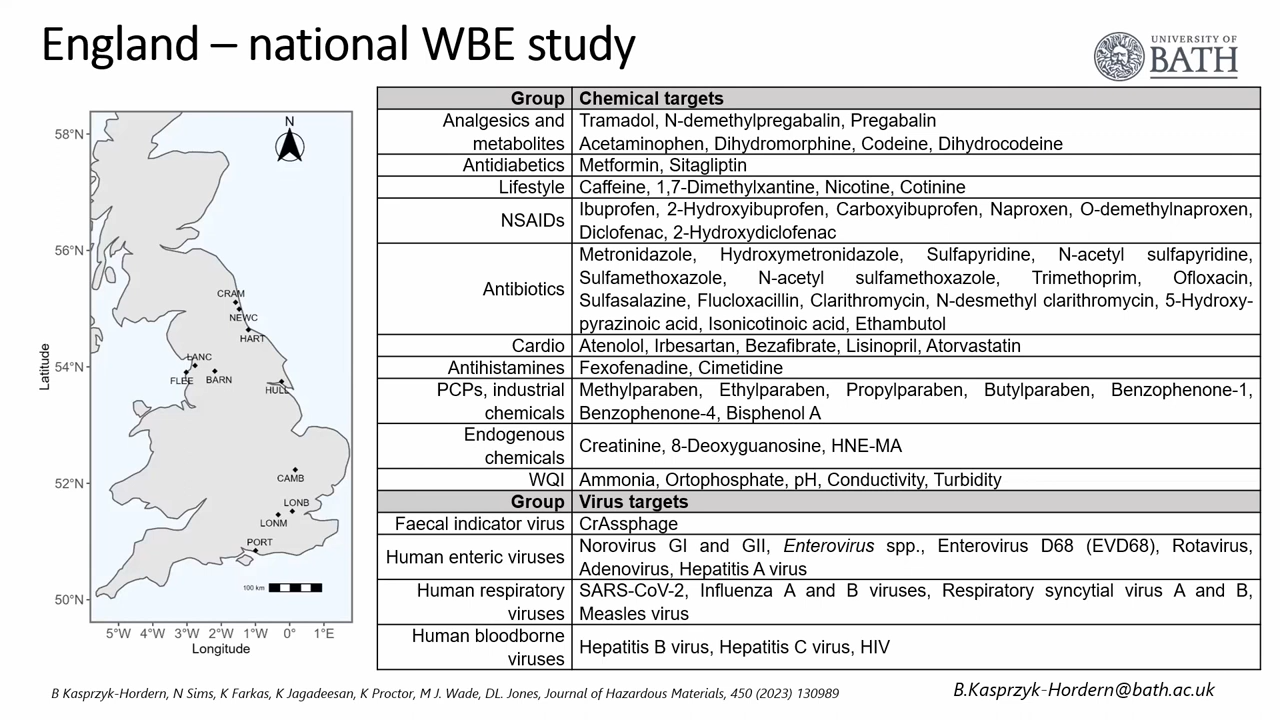 England – national WBE study
UNIVERSITY OF
BATH
N
58°N
56°N
54°N
52°N
50°N
Latitude
CRAM
NEWC
HART
LANC
FLEE
BARN
HULL
CAMB
LONB
LONM
PORT
100 km
5°W 4°W 3°W 2°W 1°W 0° 1°E
Longitude
Group Chemical targets
Analgesics and metabolites Tramadol, N-demethylpregabalin, Pregabalin
Acetaminophen, Dihydromorphine, Codeine, Dihydrocodeine
Antidiabetics Metformin, Sitagliptin
Lifestyle Caffeine, 1,7-Dimethylxantine, Nicotine, Cotinine
NSAIDs Ibuprofen, 2-Hydroxyibuprofen, Carboxyibuprofen, Naproxen, O-demethylnaproxen,
Diclofenac, 2-Hydroxydiclofenac
Antibiotics Metronidazole, Hydroxymetronidazole, Sulfapyridine, N-acetyl sulfapyridine,
Sulfamethoxazole, N-acetyl sulfamethoxazole, Trimethoprim, Ofloxacin,
Sulfasalazine, Flucloxacillin, Clarithromycin, N-desmethyl clarithromycin, 5-Hydroxy-
pyrazinoic acid, Isonicotinoic acid, Ethambutol
Cardio Atenolol, Irbesartan, Bezafibrate, Lisinopril, Atorvastatin
Antihistamines Fexofenadine, Cimetidine
PCPs, industrial chemicals Methylparaben, Ethylparaben, Propylparaben, Butylparaben, Benzophenone-1,
Benzophenone-4, Bisphenol A
Endogenous chemicals Creatinine, 8-Deoxyguanosine, HNE-MA
WQI Ammonia, Ortophosphate, pH, Conductivity, Turbidity
Group Virus targets
Faecal indicator virus CrAssphage
Human enteric viruses Norovirus GI and GII, Enterovirus spp., Enterovirus D68 (EVD68), Rotavirus,
Adenovirus, Hepatitis A virus
Human respiratory viruses SARS-CoV-2, Influenza A and B viruses, Respiratory syncytial virus A and B,
Measles virus
Human bloodborne viruses Hepatitis B virus, Hepatitis C virus, HIV
B Kasprzyk-Hordern, N Sims, K Farkas, K Jagadeesan, K Proctor, M J. Wade, DL. Jones, Journal of Hazardous Materials, 450 (2023) 130989
B.Kasprzyk-Hordern@bath.ac.uk